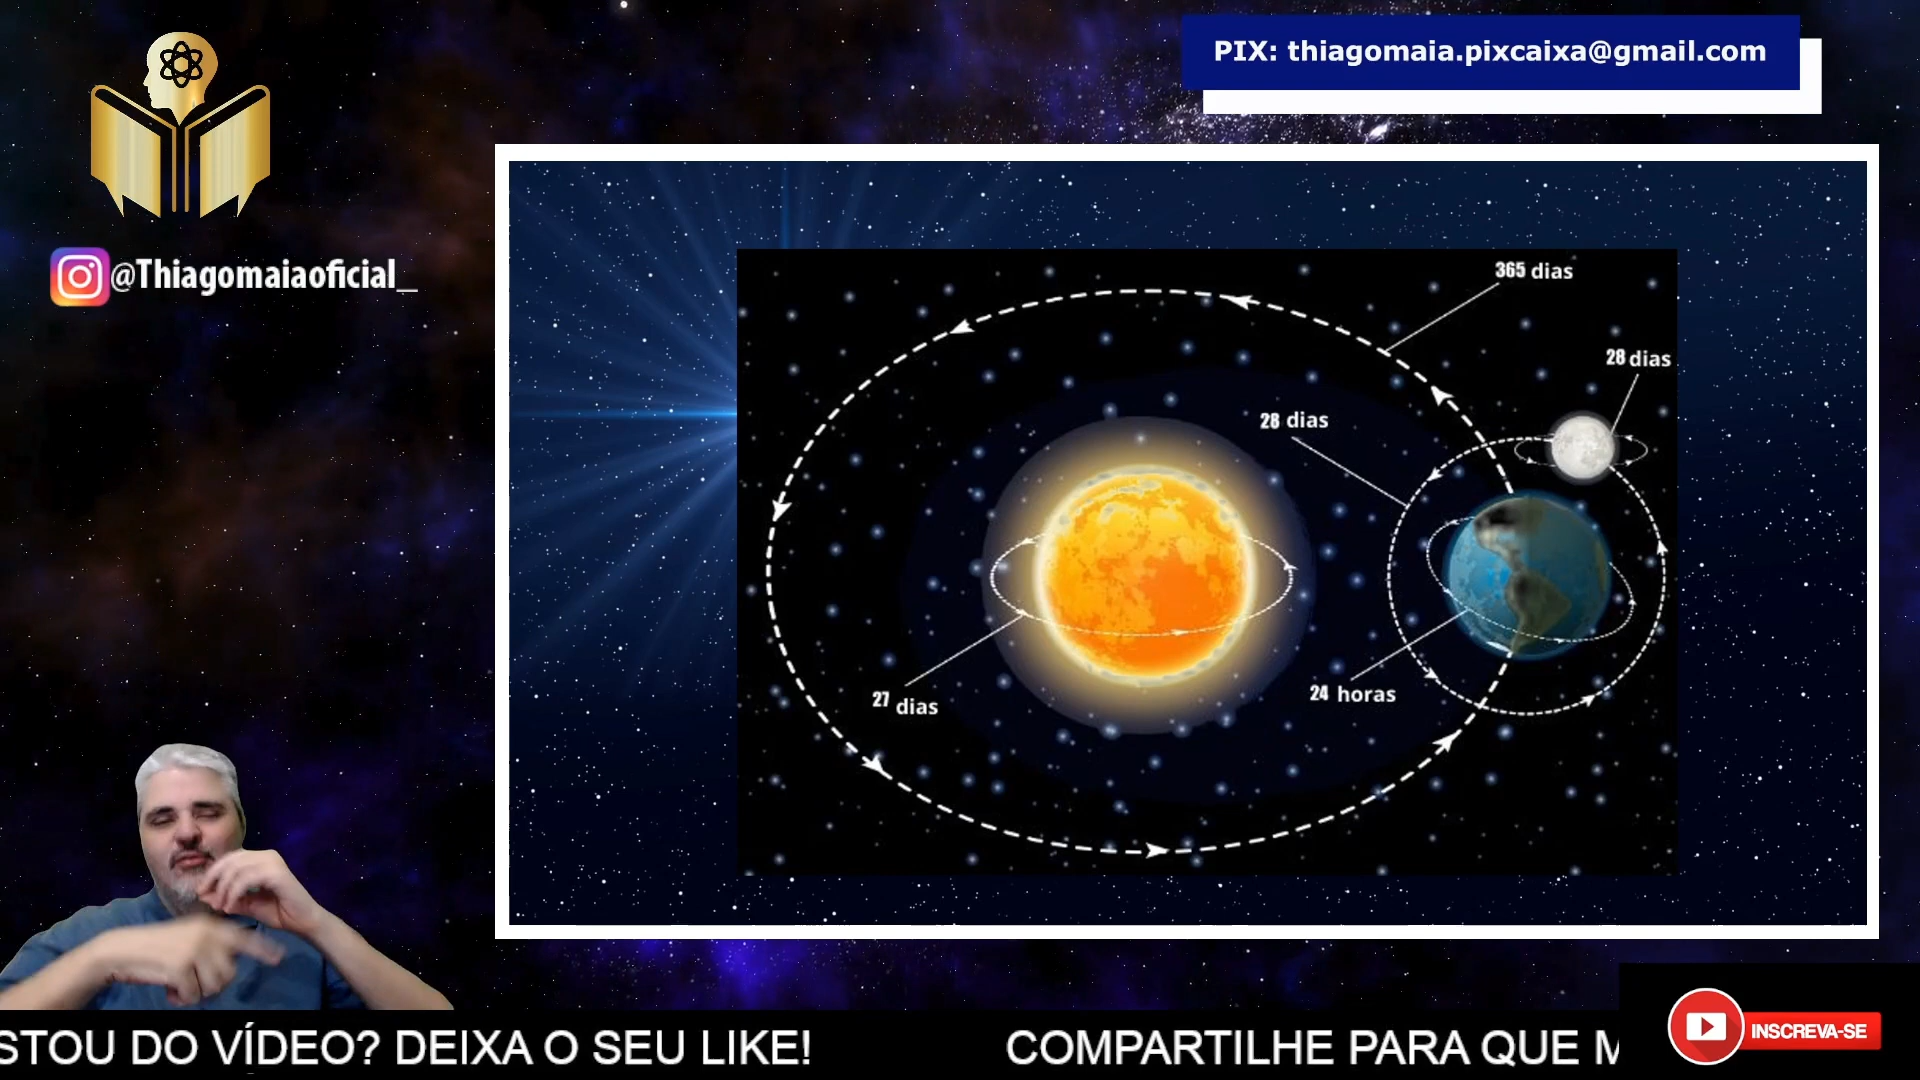 PIX: thiagomaia.pixcaixa@gmail.com
@Thiagomaiaoficial_
365 dias
28 dias
28 dias
27 dias
24 horas
STOU DO VÍDEO? DEIXA O SEU LIKE!
COMPARTILHE PARA QUE M
INSCREVA-SE